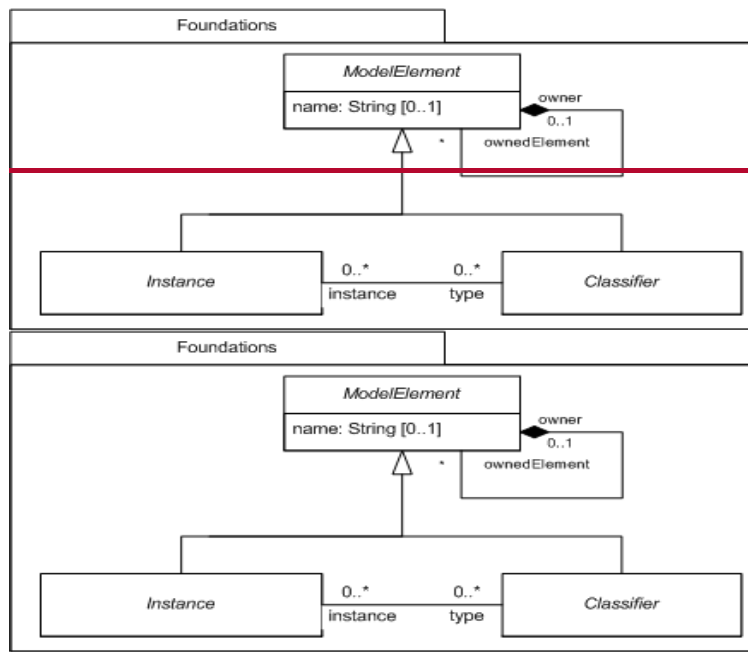 Foundations
ModelElement
name: String [0..1]
owner
0..1
* ownedElement
Instance
0..* 0..*
instance type
Classifier
Foundations
ModelElement
name: String [0..1]
owner
0..1
* ownedElement
Instance
0..* 0..*
instance type
Classifier